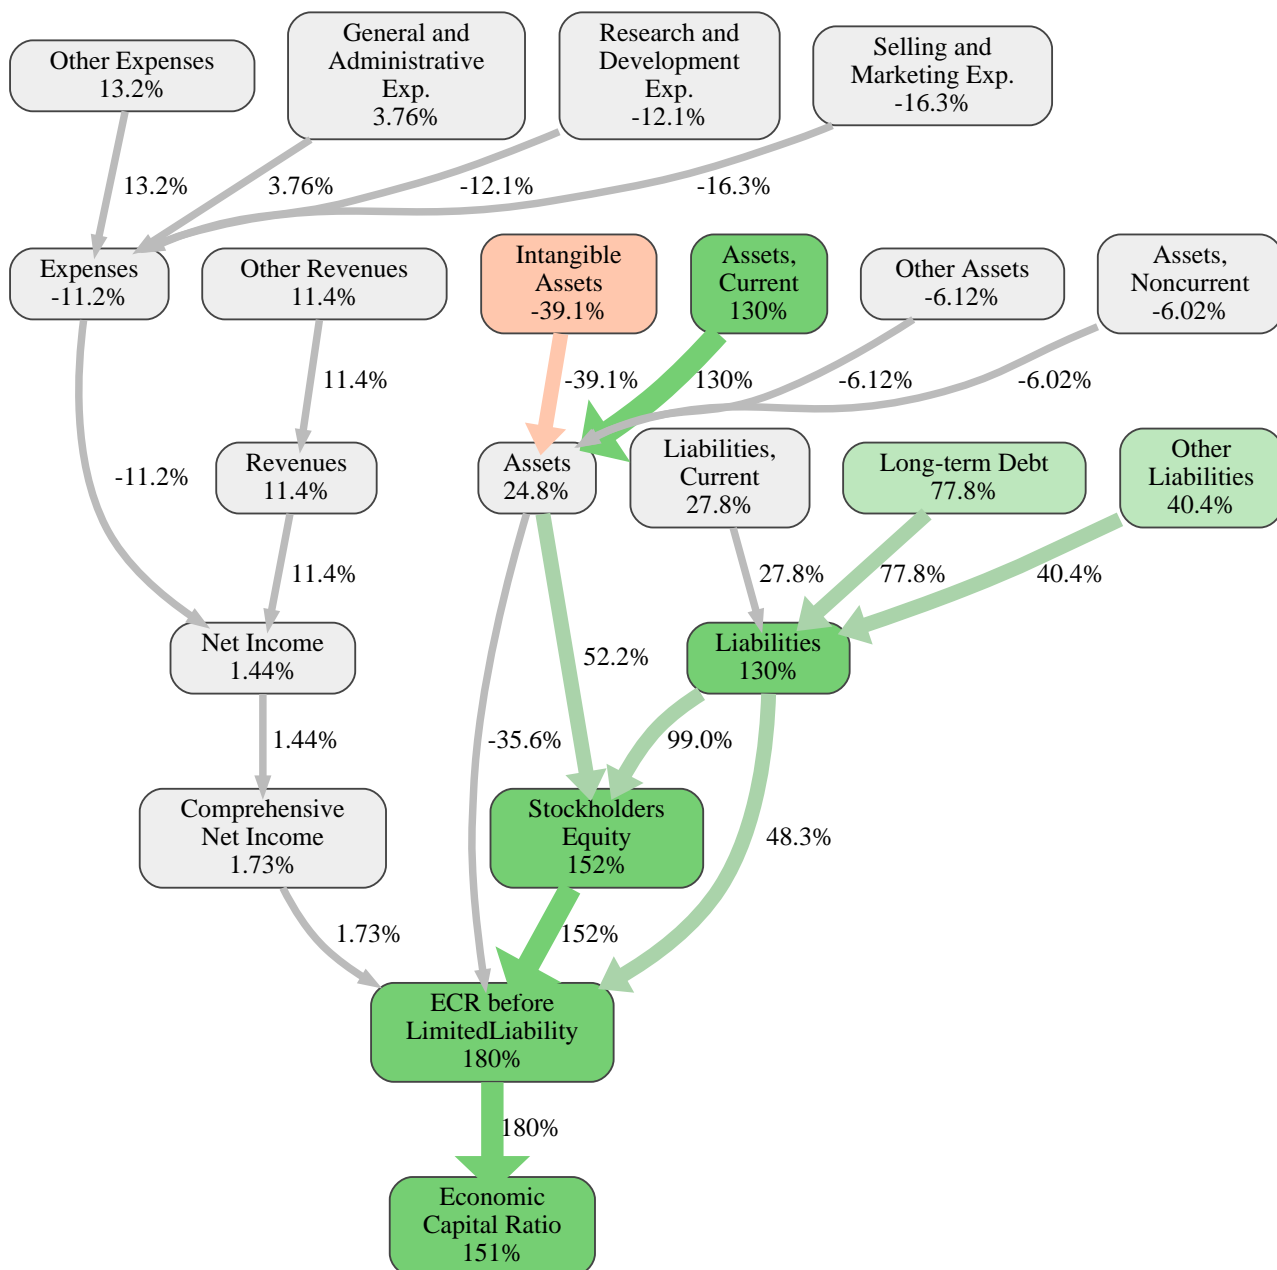 Other Expenses
13.2%
General and
Administrative
Exp.
3.76%
Research and
Development
Exp.
-12.1%
Selling and
Marketing Exp.
-16.3%
13.2%
3.76%
-12.1%
-16.3%
Expenses
-11.2%
Other Revenues
11.4%
Intangible
Assets
-39.1%
Assets,
Current
130%
Other Assets
-6.12%
Assets,
Noncurrent
-6.02%
11.4%
-39.1%
130%
-6.12%
-6.02%
-11.2%
Revenues
11.4%
Assets
24.8%
Liabilities,
Current
27.8%
Long-term Debt
77.8%
Other
Liabilities
40.4%
11.4%
27.8%
77.8%
40.4%
Net Income
1.44%
52.2%
Liabilities
130%
1.44%
-35.6%
99.0%
Comprehensive
Net Income
1.73%
Stockholders
Equity
152%
48.3%
1.73%
152%
ECR before
LimitedLiability
180%
180%
Economic
Capital Ratio
151%